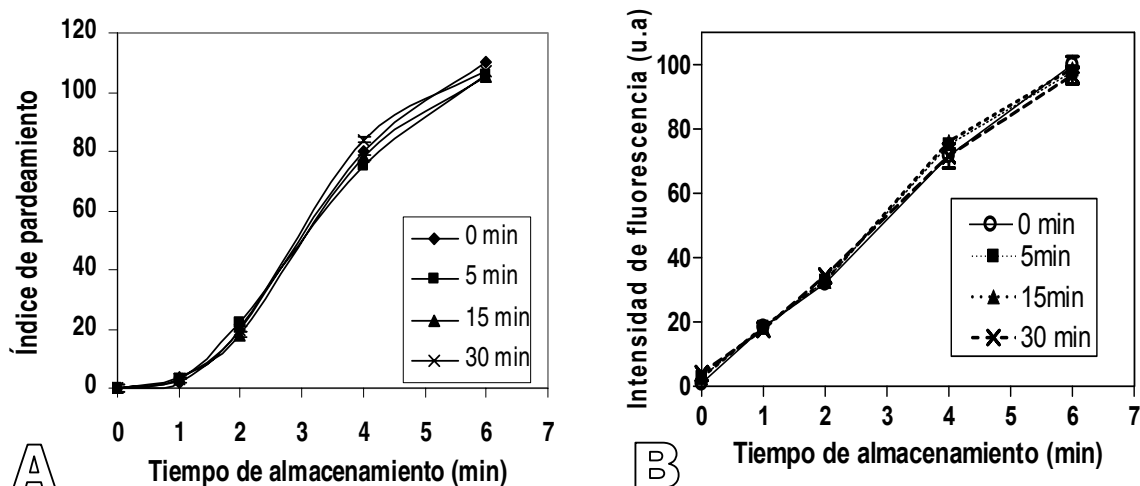 Índice de pardeamiento
120
100
80
60
40
20
0
0 1 2 3 4 5 6 7
Tiempo de almacenamiento (min)
0 min
5 min
15 min
30 min
A
Intensidad de fluorescencia (u.a)
100
80
60
40
20
0
0 1 2 3 4 5 6 7
Tiempo de almacenamiento (min)
0 min
5min
15min
30 min
B